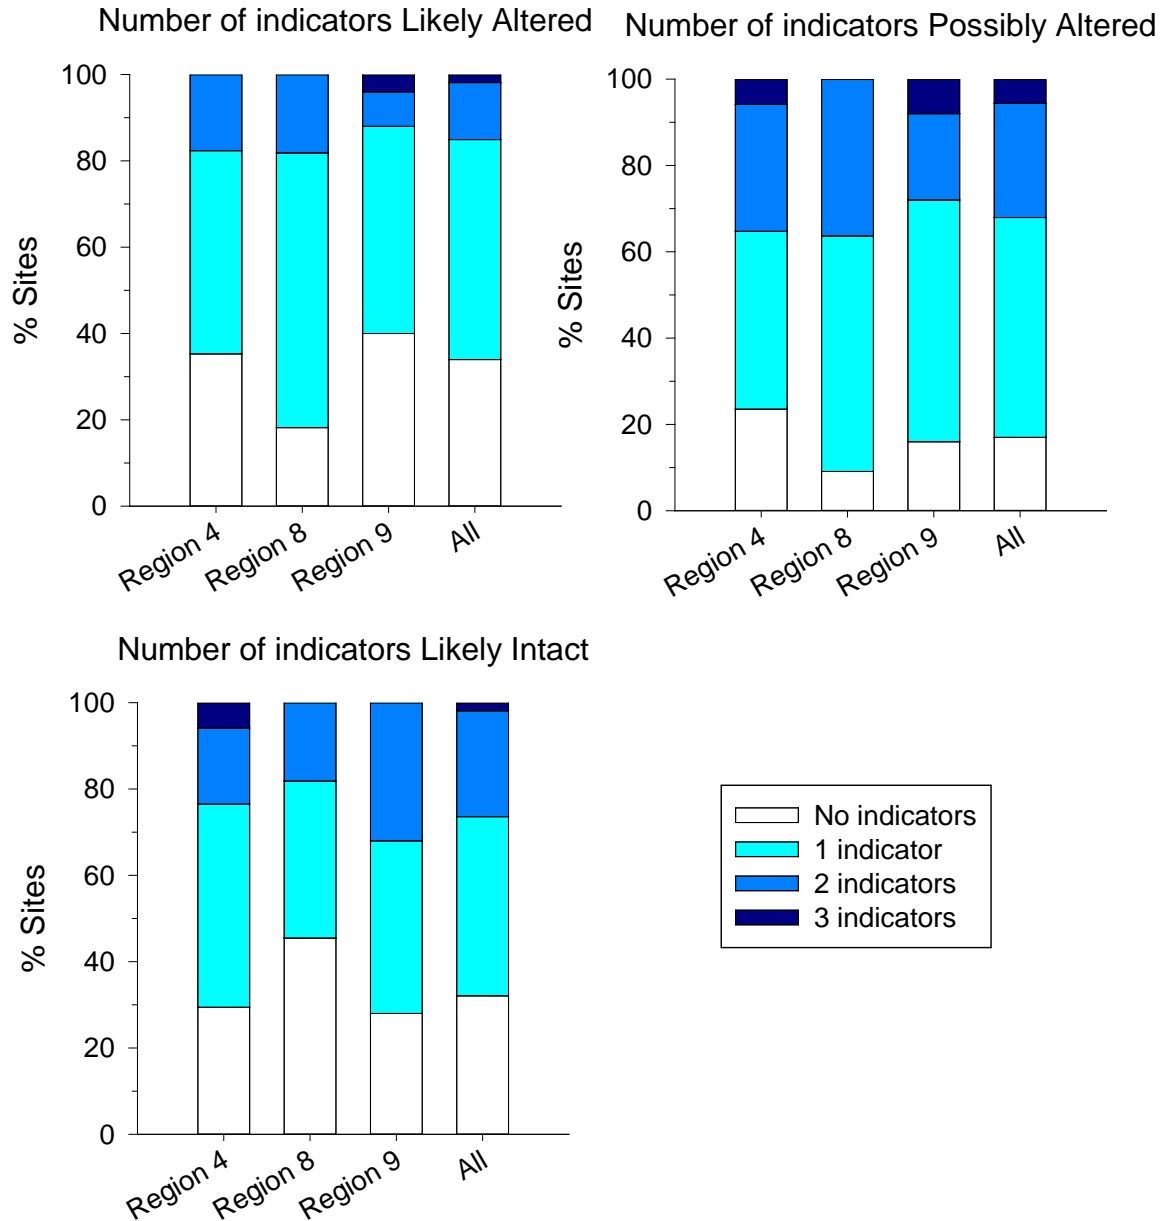 Number of indicators Likely Altered
% Sites
100
80
60
40
20
0
Region 4
Region 8
Region 9
All
Number of indicators Possibly Altered
% Sites
100
80
60
40
20
0
Region 4
Region 8
Region 9
All
Number of indicators Likely Intact
% Sites
100
80
60
40
20
0
Region 4
Region 8
Region 9
All
No indicators
1 indicator
2 indicators
3 indicators